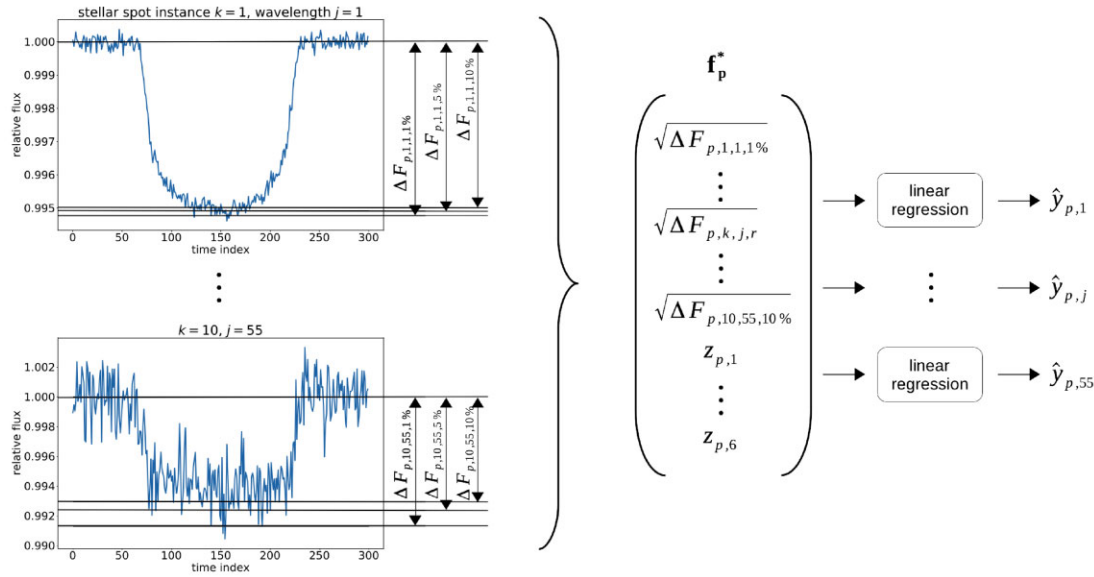 stellar spot instance k = 1, wavelength j = 1
relative flux
1.000
0.999
0.998
0.997
0.996
0.995
0 50 100 150 200 250 300
time index
ΔF_{p,1,1,1%}
ΔF_{p,1,1,5%}
ΔF_{p,1,1,10%}
k = 10, j = 55
relative flux
1.002
1.000
0.998
0.996
0.994
0.992
0.990
0 50 100 150 200 250 300
time index
ΔF_{p,10,55,1%}
ΔF_{p,10,55,5%}
ΔF_{p,10,55,10%}
f_p^*
√ΔF_{p,1,1,1%}
√ΔF_{p,k,j,r}
√ΔF_{p,10,55,10%}
z_{p,1}
z_{p,6}
linear
regression
ŷ_{p,1}
ŷ_{p,j}
linear
regression
ŷ_{p,55}